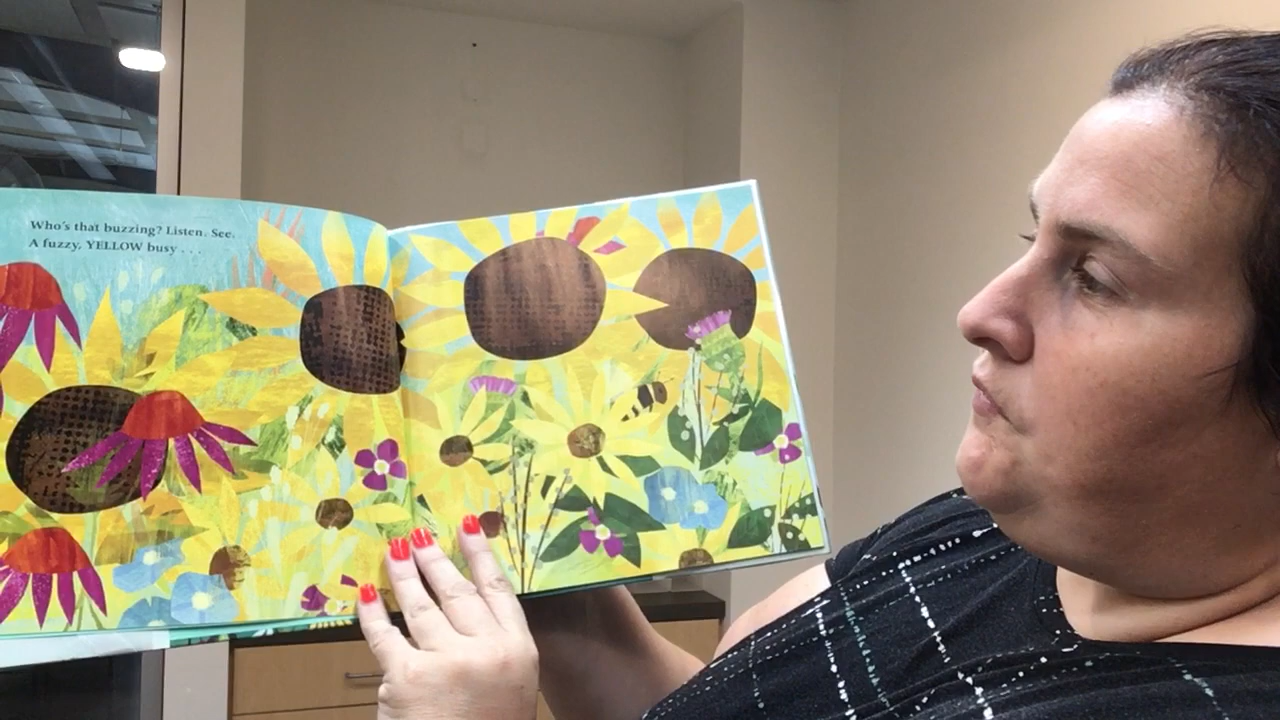 Who's that buzzing? Listen. See.
A fuzzy, YELLOW busy . . .